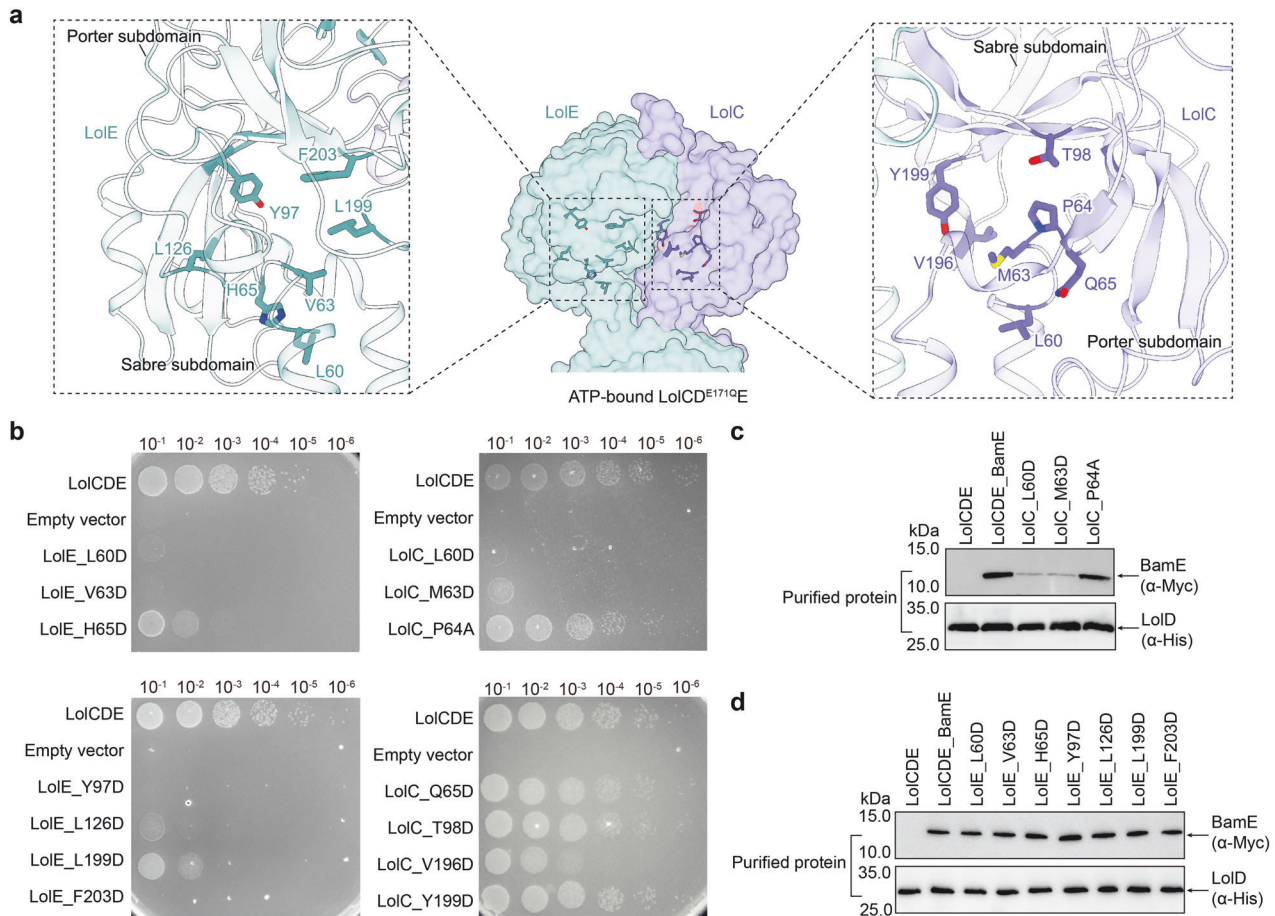 a
Porter subdomain
LolE
F203
Y97
L199
L126
H65
V63
Sabre subdomain
L60
LolE
LolC
ATP-bound LolCD^E171Q E
Sabre subdomain
LolC
T98
Y199
P64
V196
M63
Q65
L60
Porter subdomain
b
10-1 10-2 10-3 10-4 10-5 10-6
LolCDE
Empty vector
LolE_L60D
LolE_V63D
LolE_H65D
10-1 10-2 10-3 10-4 10-5 10-6
LolCDE
Empty vector
LolC_L60D
LolC_M63D
LolC_P64A
10-1 10-2 10-3 10-4 10-5 10-6
LolCDE
Empty vector
LolE_Y97D
LolE_L126D
LolE_L199D
LolE_F203D
10-1 10-2 10-3 10-4 10-5 10-6
LolCDE
Empty vector
LolC_Q65D
LolC_T98D
LolC_V196D
LolC_Y199D
c
LolCDE
LolCDE_BamE
LolC_L60D
LolC_M63D
LolC_P64A
kDa
15.0
10.0
35.0
25.0
Purified protein
BamE
(α-Myc)
LolD
(α-His)
d
LolCDE
LolCDE_BamE
LolE_L60D
LolE_V63D
LolE_H65D
LolE_Y97D
LolE_L126D
LolE_L199D
LolE_F203D
kDa
15.0
10.0
35.0
25.0
Purified protein
BamE
(α-Myc)
LolD
(α-His)